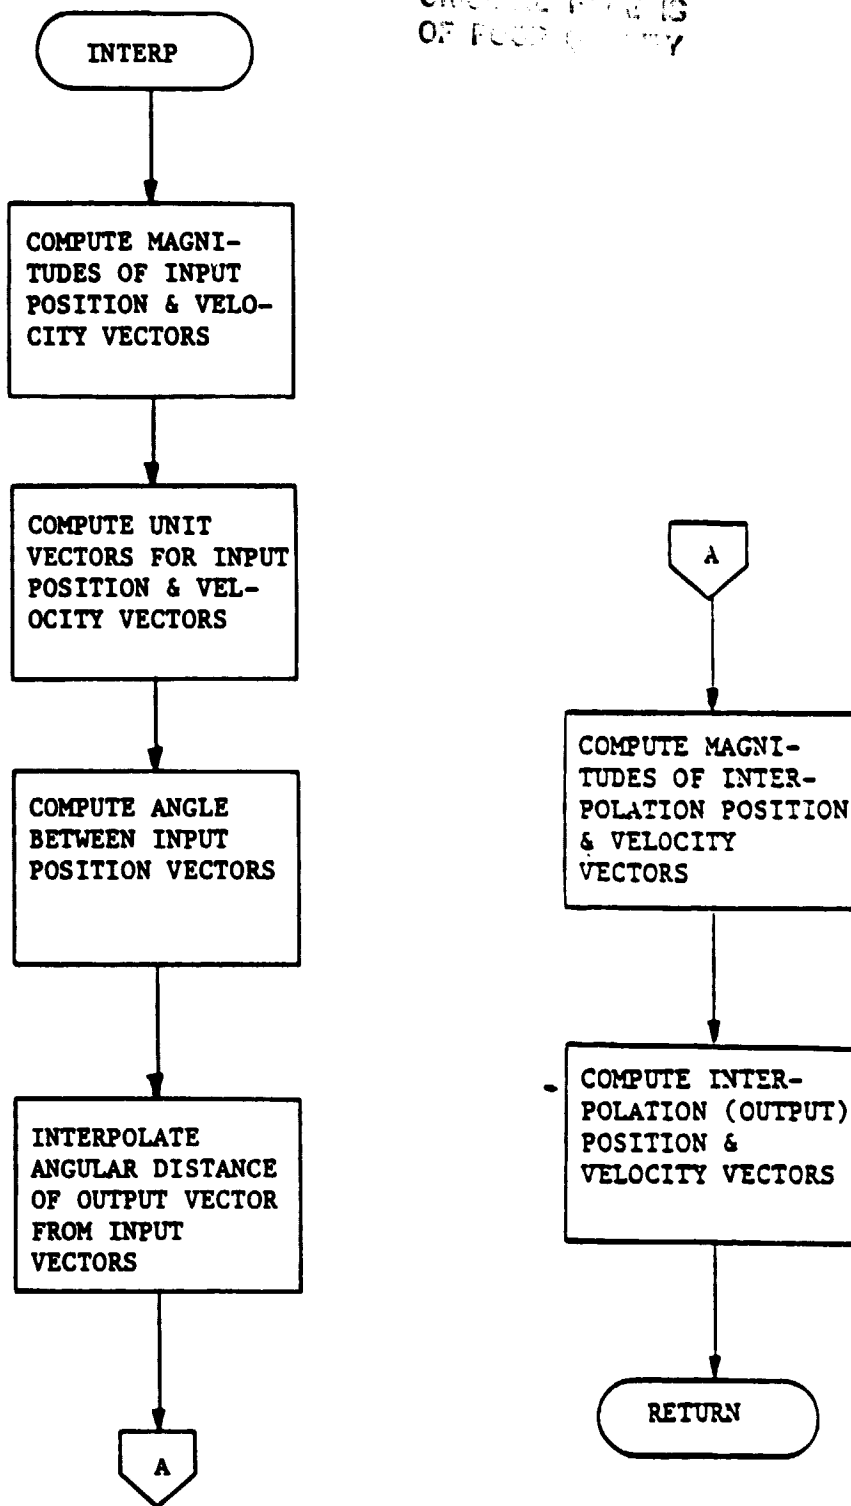 OF POOR
INTERP
COMPUTE MAGNI-
TUDES OF INPUT
POSITION & VELO-
CITY VECTORS
COMPUTE UNIT
VECTORS FOR INPUT
POSITION & VEL-
OCITY VECTORS
COMPUTE ANGLE
BETWEEN INPUT
POSITION VECTORS
INTERPOLATE
ANGULAR DISTANCE
OF OUTPUT VECTOR
FROM INPUT
VECTORS
A
A
COMPUTE MAGNI-
TUDES OF INTER-
POLATION POSITION
& VELOCITY
VECTORS
COMPUTE INTER-
POLATION (OUTPUT)
POSITION &
VELOCITY VECTORS
RETURN